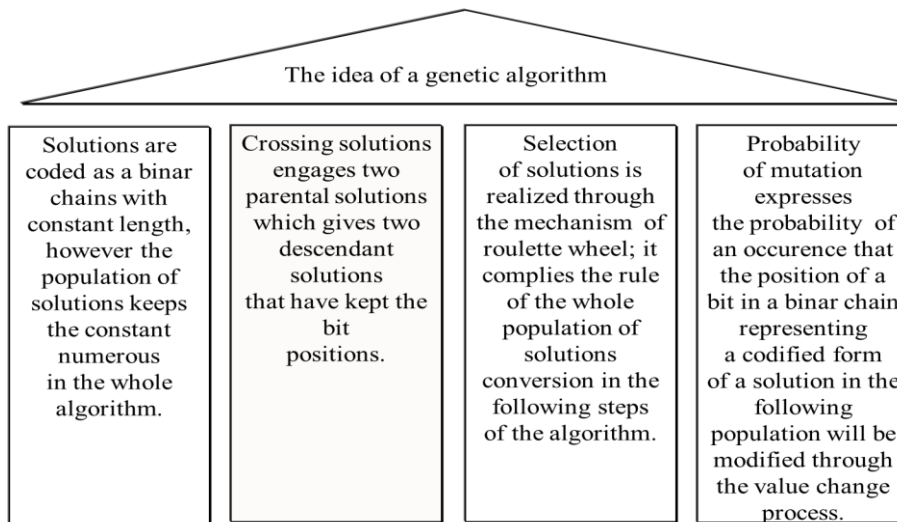 The idea of a genetic algorithm
Solutions are
coded as a binar
chains with
constant length,
however the
population of
solutions keeps
the constant
numerous
in the whole
algorithm.
Crossing solutions
engages two
parental solutions
which gives two
descendant
solutions
that have kept the
bit
positions.
Selection
of solutions is
realized through
the mechanism of
roulette wheel; it
complies the rule
of the whole
population of
solutions
conversion in the
following steps
of the algorithm.
Probability
of mutation
expresses
the probability of
an occurence that
the position of a
bit in a binar chain
representing
a codified form
of a solution in the
following
population will be
modified through
the value change
process.